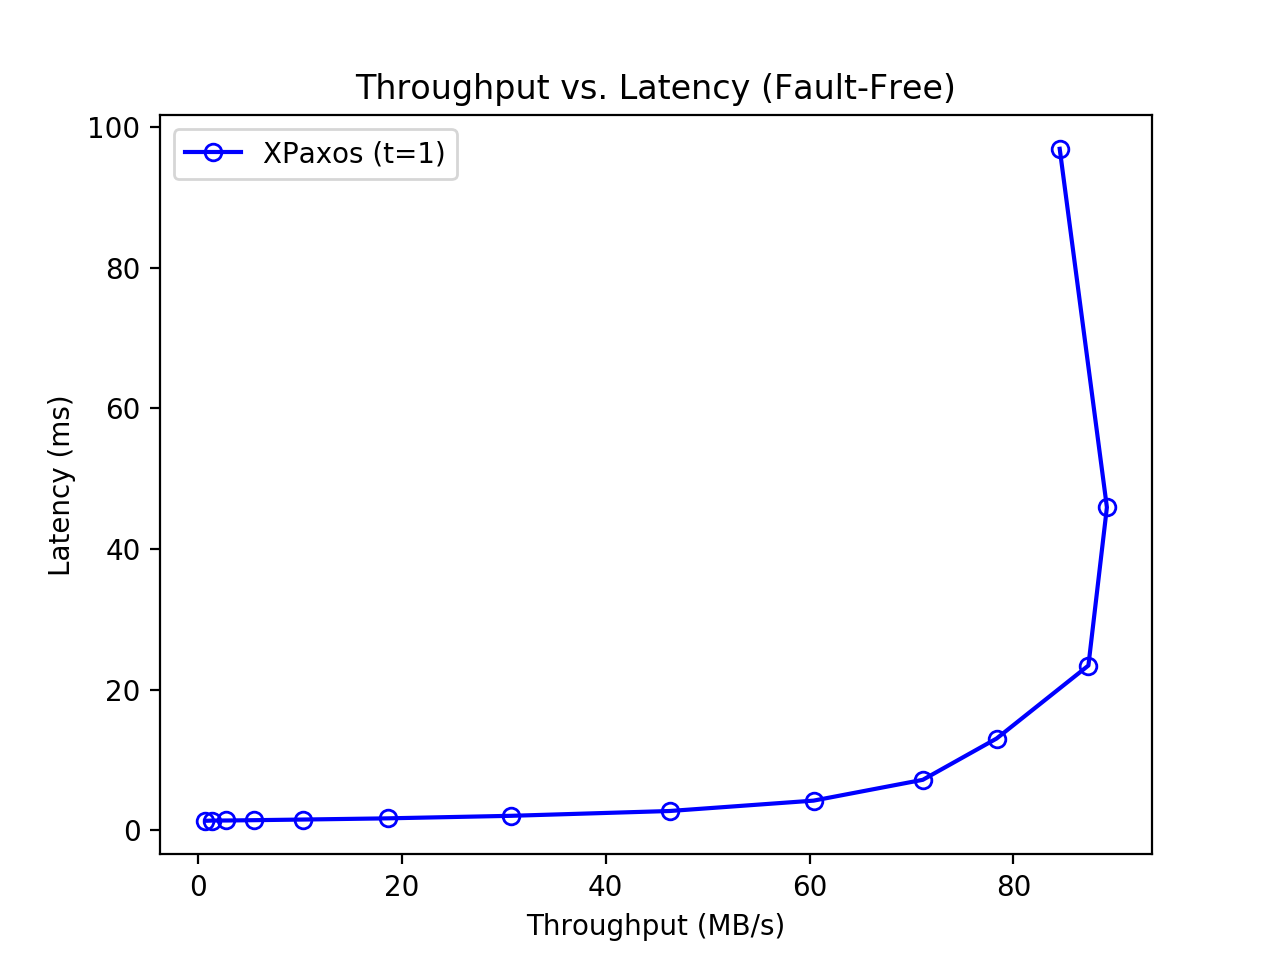 Throughput vs. Latency (Fault-Free)
XPaxos (t=1)
100
80
60
40
20
0
Latency (ms)
0 20 40 60 80
Throughput (MB/s)